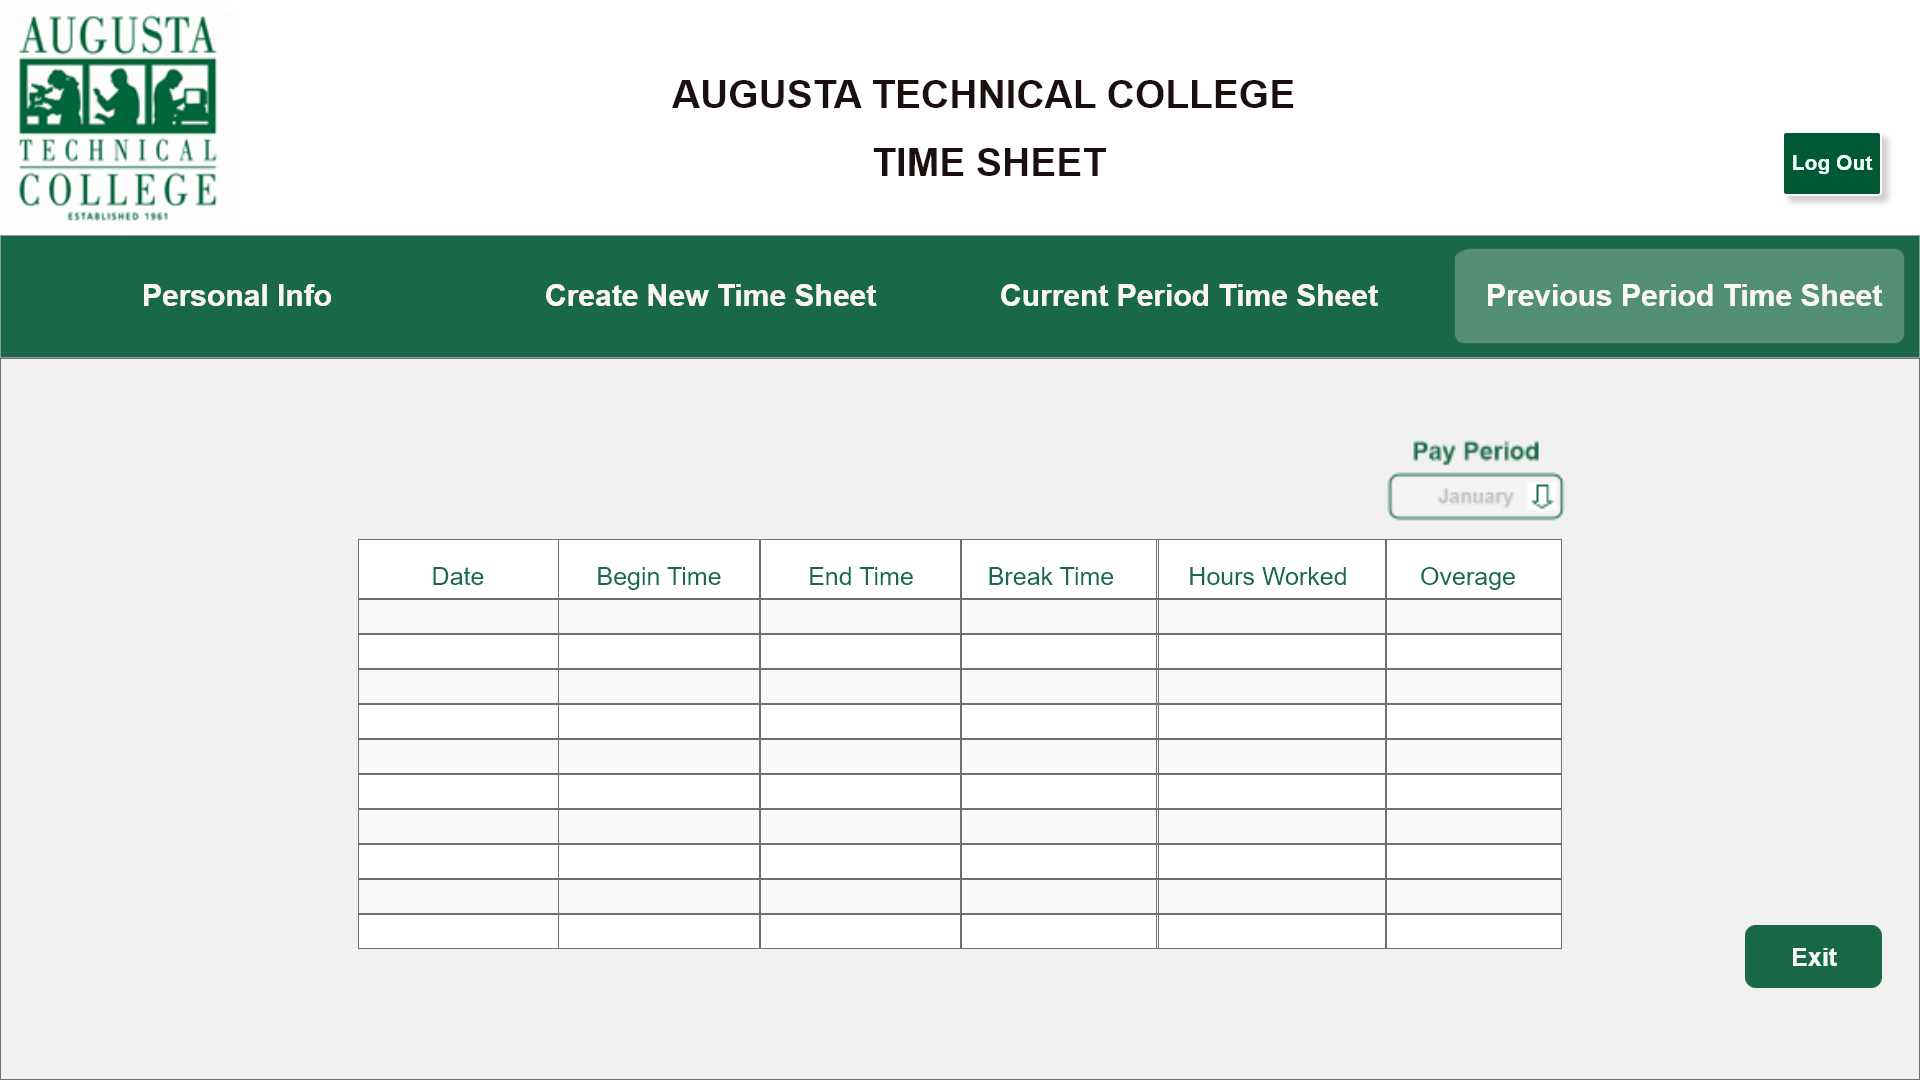 AUGUSTA
TECHNICAL
COLLEGE
ESTABLISHED 1961
AUGUSTA TECHNICAL COLLEGE
TIME SHEET
Log Out
Personal Info
Create New Time Sheet
Current Period Time Sheet
Previous Period Time Sheet
Pay Period
January
Date
Begin Time
End Time
Break Time
Hours Worked
Overage
Exit